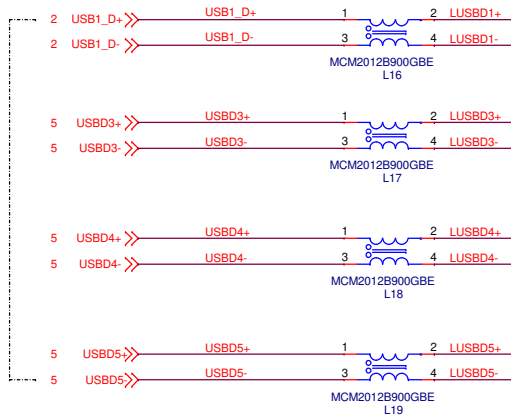 2 USB1_D+ USB1_D+ 1 2 LUSBD1+
2 USB1_D- USB1_D- 3 4 LUSBD1-
MCM2012B900GBE
L16
5 USBD3+ USBD3+ 1 2 LUSBD3+
5 USBD3- USBD3- 3 4 LUSBD3-
MCM2012B900GBE
L17
5 USBD4+ USBD4+ 1 2 LUSBD4+
5 USBD4- USBD4- 3 4 LUSBD4-
MCM2012B900GBE
L18
5 USBD5+ USBD5+ 1 2 LUSBD5+
5 USBD5- USBD5- 3 4 LUSBD5-
MCM2012B900GBE
L19